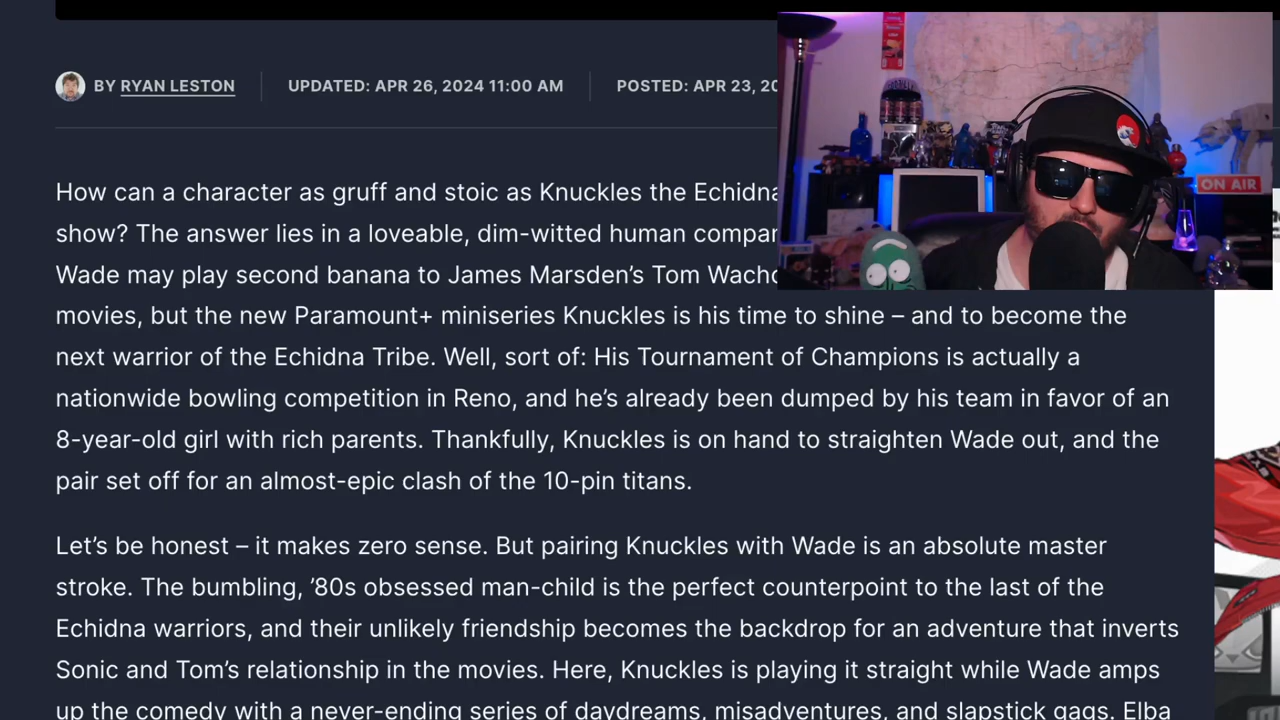 BY RYAN LESTON
UPDATED: APR 26, 2024 11:00 AM
POSTED: APR 23, 20
How can a character as gruff and stoic as Knuckles the Echidna
show? The answer lies in a loveable, dim-witted human compar
Wade may play second banana to James Marsden’s Tom Wacho
movies, but the new Paramount+ miniseries Knuckles is his time to shine – and to become the
next warrior of the Echidna Tribe. Well, sort of: His Tournament of Champions is actually a
nationwide bowling competition in Reno, and he’s already been dumped by his team in favor of an
8-year-old girl with rich parents. Thankfully, Knuckles is on hand to straighten Wade out, and the
pair set off for an almost-epic clash of the 10-pin titans.
Let’s be honest – it makes zero sense. But pairing Knuckles with Wade is an absolute master
stroke. The bumbling, ’80s obsessed man-child is the perfect counterpoint to the last of the
Echidna warriors, and their unlikely friendship becomes the backdrop for an adventure that inverts
Sonic and Tom’s relationship in the movies. Here, Knuckles is playing it straight while Wade amps
up the comedy with a never-ending series of daydreams, misadventures, and slapstick gags. Elba
ON AIR